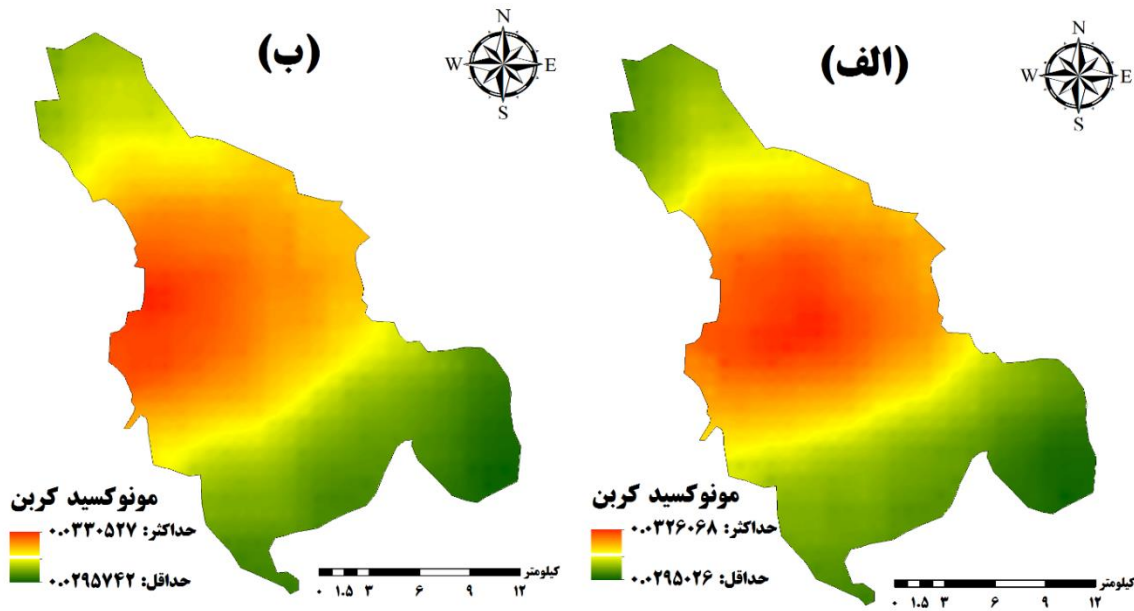 (الف)
N
W E
S
مونوکسید کربن
حداکثر: ۰.۰۳۲۶۰۶۸
حداقل: ۰.۰۲۹۵۰۲۶
کیلومتر
۰ ۱.۵ ۳ ۶ ۹ ۱۲
(ب)
N
W E
S
مونوکسید کربن
حداکثر: ۰.۰۳۳۰۵۲۷
حداقل: ۰.۰۲۹۵۷۴۲
کیلومتر
۰ ۱.۵ ۳ ۶ ۹ ۱۲